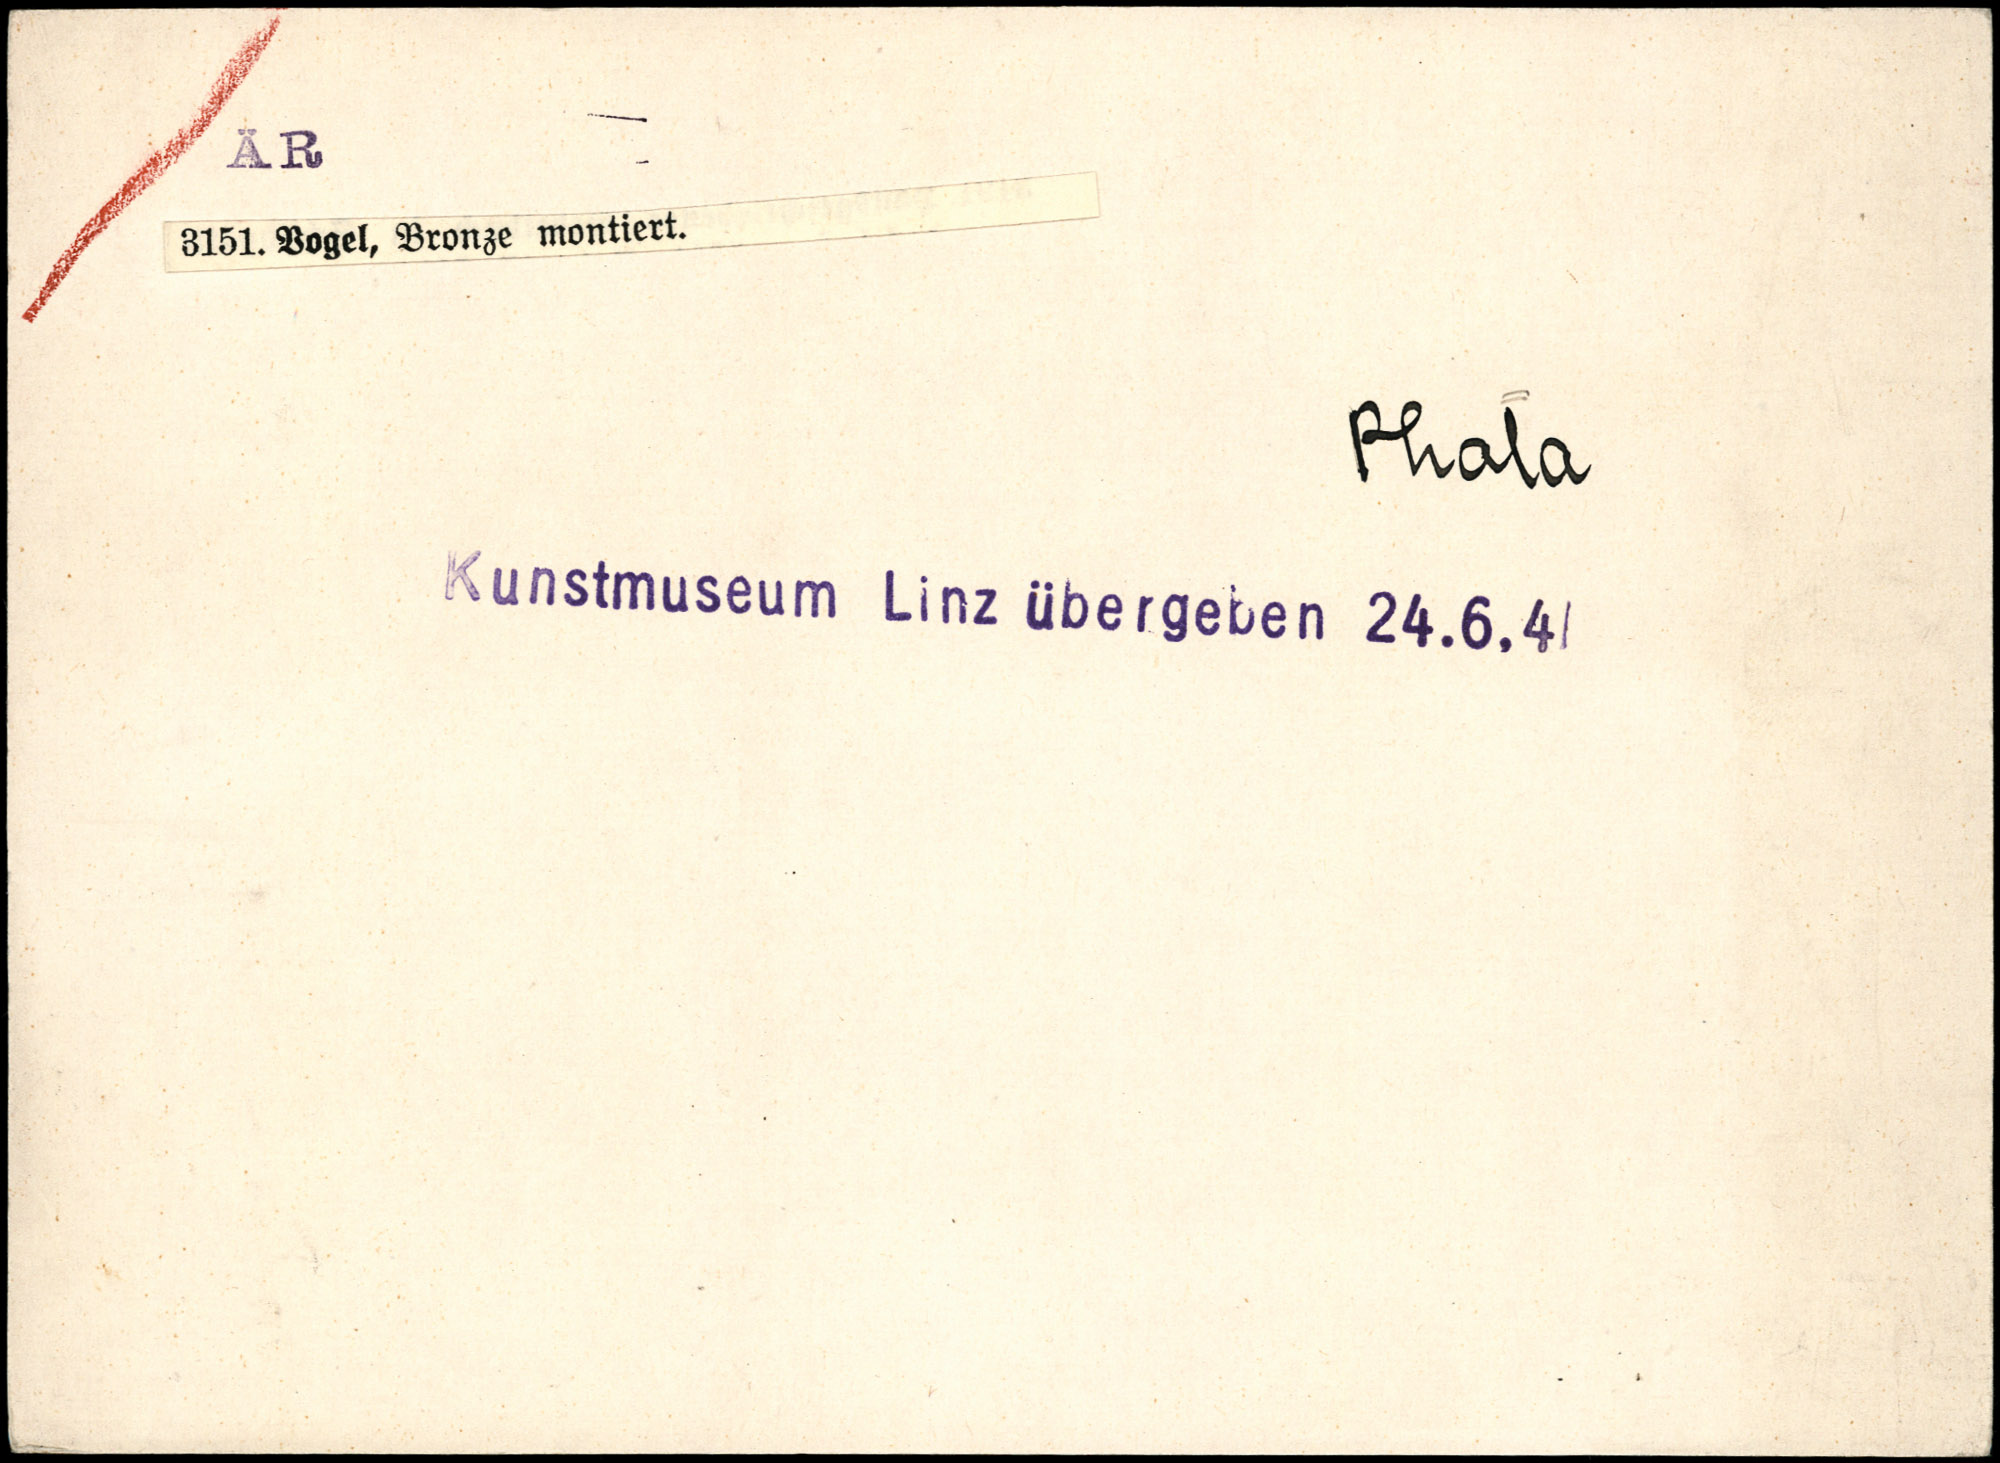 ÄR
3151. Vogel, Bronze montiert.
Phala
Kunstmuseum Linz übergeben 24.6.41